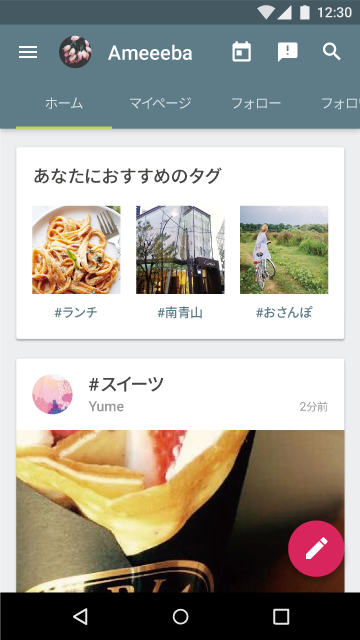 12:30
Ameeeba
ホーム マイページ フォロー フォロ
あなたにおすすめのタグ
#ランチ #南青山 #おさんぽ
#スイーツ
Yume 2分前